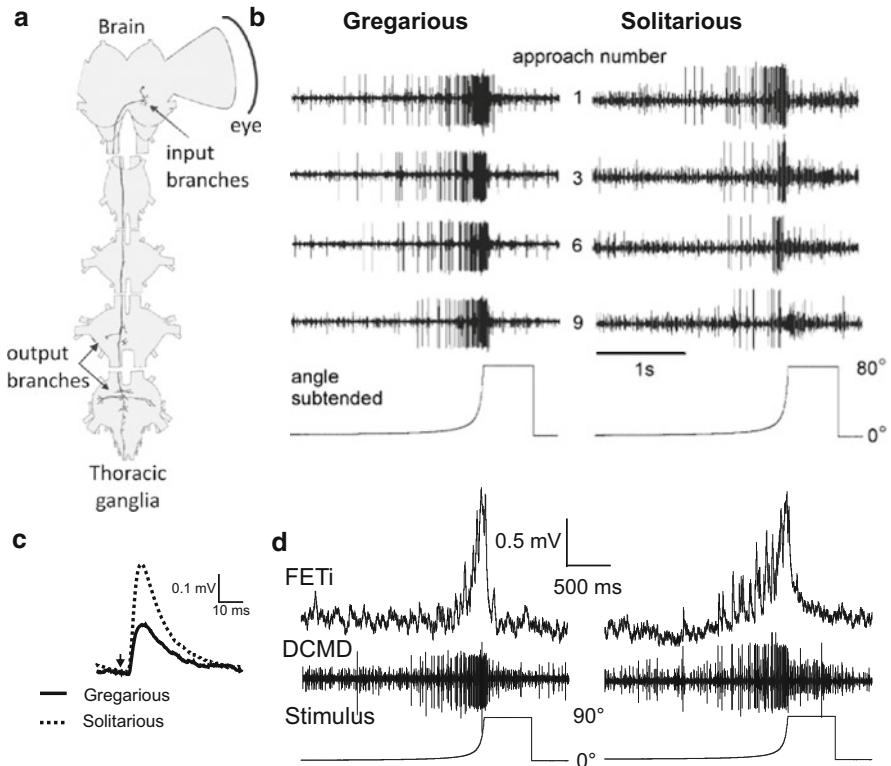 a
Brain
eye
input
branches
output
branches
Thoracic
ganglia
b
Gregarious
Solitarious
approach number
1
3
6
9
1s
angle
subtended
80°
0°
c
0.1 mV
10 ms
Gregarious
Solitarious
d
0.5 mV
500 ms
FETi
DCMD
Stimulus
90°
0°